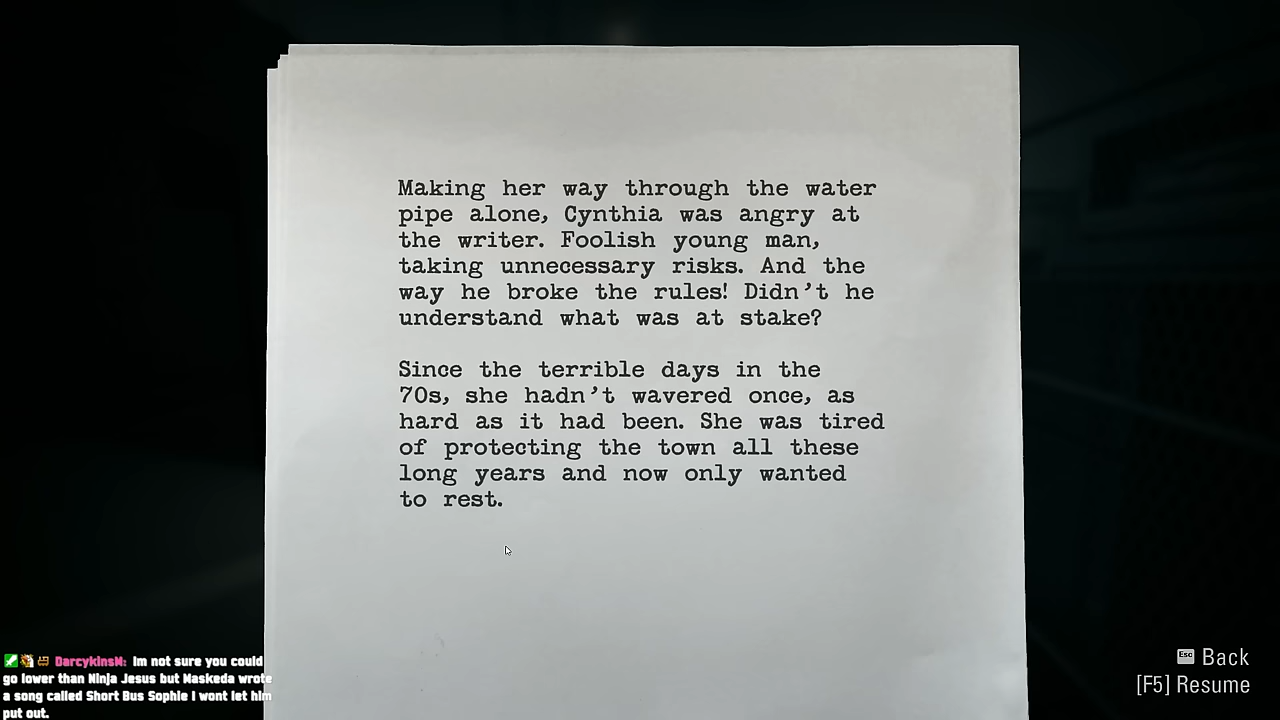 Making her way through the water
pipe alone, Cynthia was angry at
the writer. Foolish young man,
taking unnecessary risks. And the
way he broke the rules! Didn't he
understand what was at stake?
Since the terrible days in the
70s, she hadn't wavered once, as
hard as it had been. She was tired
of protecting the town all these
long years and now only wanted
to rest.
DarcykinsN: Im not sure you could
go lower than Ninja Jesus but Maskeda wrote
a song called Short Bus Sophie I wont let him
put out.
Esc Back
[F5] Resume